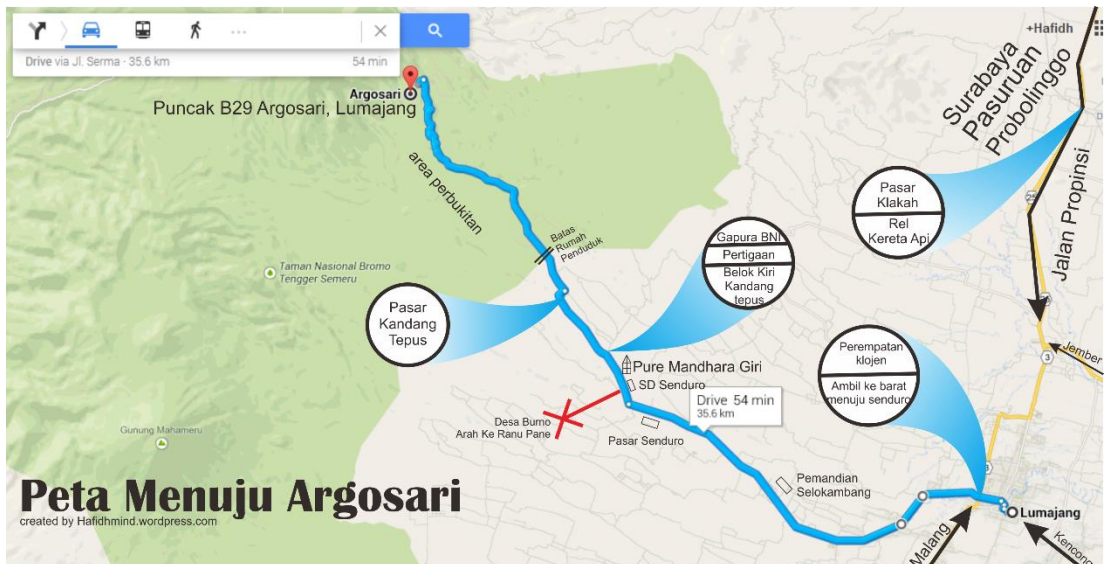 Drive via Jl. Serma · 35.6 km
54 min
+Hafidh
Surabaya
Pasuruan
Probolinggo
Argosari
Puncak B29 Argosari, Lumajang
area perbukitan
Pasar
Klakah
Rel
Kereta Api
Jalan Propinsi
25
Batas
Rumah
Penduduk
Gapura BNI
Pertigaan
Belok Kiri
Kandang
tepus
Taman Nasional Bromo
Tengger Semeru
Pasar
Kandang
Tepus
Perempatan
klojen
Ambil ke barat
menuju senduro
Jember
3
Pure Mandhara Giri
SD Senduro
Drive 54 min
35.6 km
Desa Burno
Arah Ke Ranu Pane
Pasar Senduro
Gunung Mahameru
Pemandian
Selokambang
3
Peta Menuju Argosari
created by Hafidhmind.wordpress.com
Lumajang
Malang
Kencong